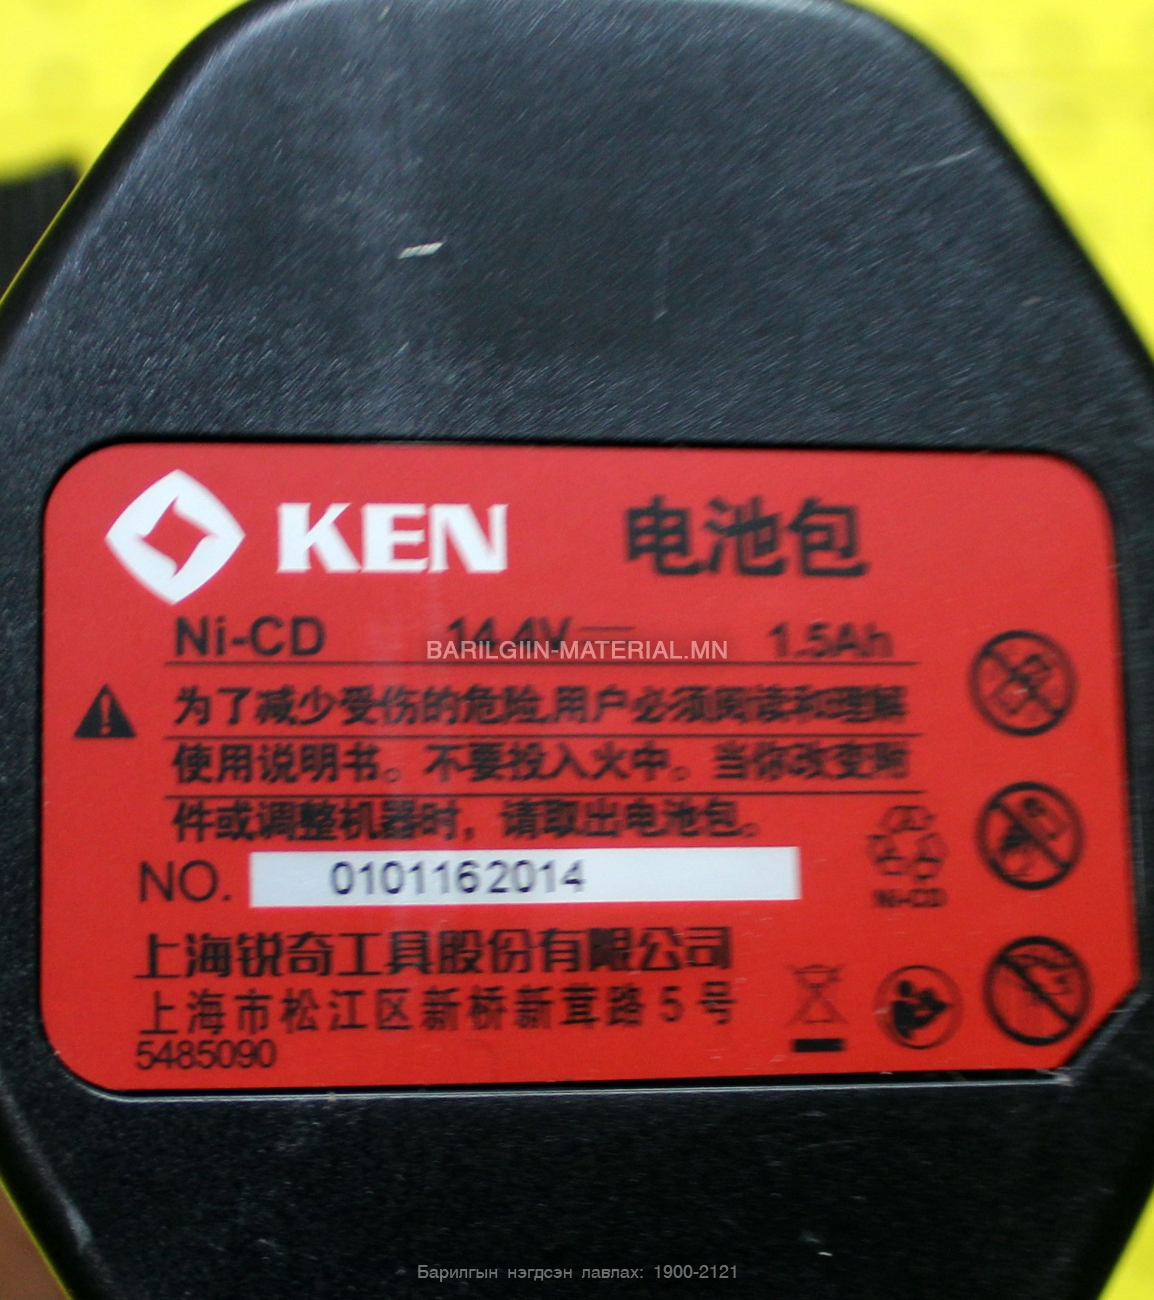 KEN 电池包
Ni-CD 14.4V 1.5Ah
BARILGIIN-MATERIAL.MN
为了减少受伤的危险,用户必须阅读和理解
使用说明书。不要投入火中。当你改变附
件或调整机器时，请取出电池包。
NO. 0101162014
Ni-CD
上海锐奇工具股份有限公司
上海市松江区新桥新茸路5号
5485090
Барилгын нэгдсэн лавлах: 1900-2121